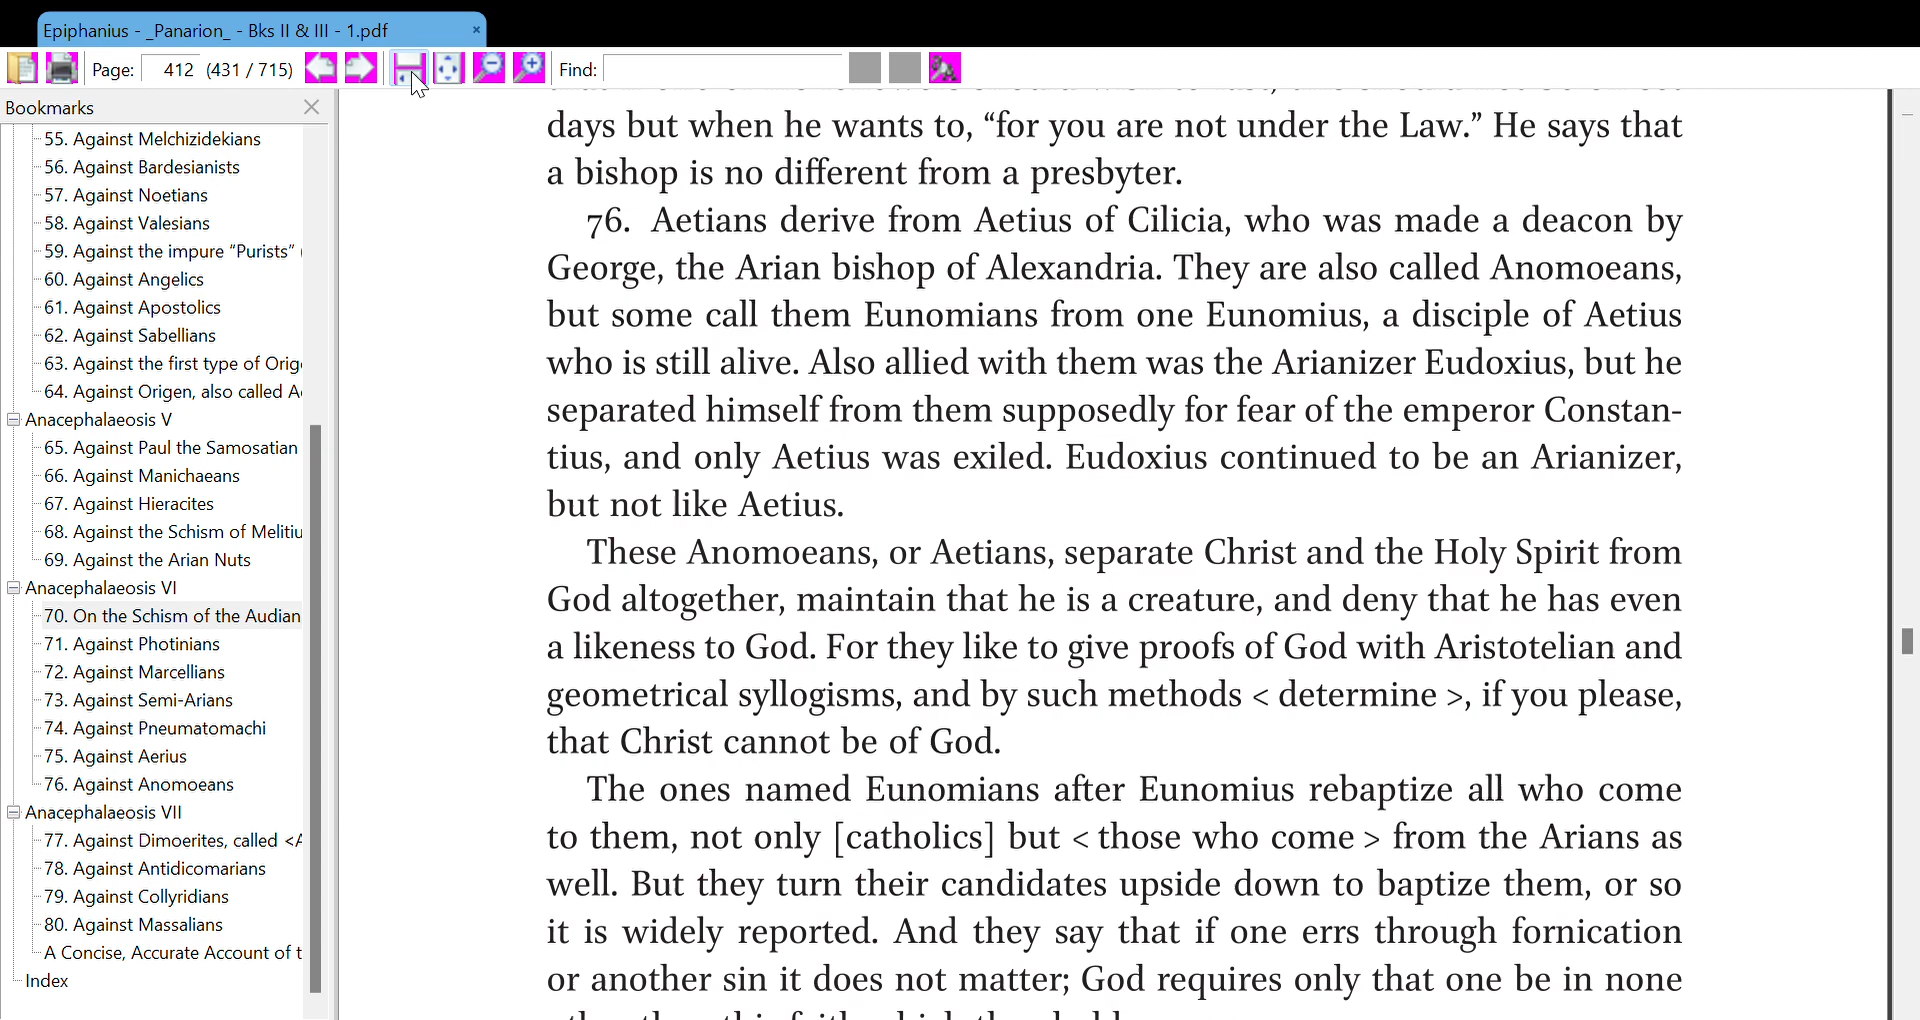 Epiphanius - _Panarion_ - Bks II & III - 1.pdf
Page: 412 (431 / 715) Find:
Bookmarks
55. Against Melchizidekians
56. Against Bardesianists
57. Against Noetians
58. Against Valesians
59. Against the impure “Purists” (
60. Against Angelics
61. Against Apostolics
62. Against Sabellians
63. Against the first type of Orig
64. Against Origen, also called A
Anacephalaeosis V
65. Against Paul the Samosatian
66. Against Manichaeans
67. Against Hieracites
68. Against the Schism of Melitiu
69. Against the Arian Nuts
Anacephalaeosis VI
70. On the Schism of the Audian
71. Against Photinians
72. Against Marcellians
73. Against Semi-Arians
74. Against Pneumatomachi
75. Against Aerius
76. Against Anomoeans
Anacephalaeosis VII
77. Against Dimoerites, called <A
78. Against Antidicomarians
79. Against Collyridians
80. Against Massalians
A Concise, Accurate Account of t
Index
days but when he wants to, “for you are not under the Law.” He says that
a bishop is no different from a presbyter.
76. Aetians derive from Aetius of Cilicia, who was made a deacon by
George, the Arian bishop of Alexandria. They are also called Anomoeans,
but some call them Eunomians from one Eunomius, a disciple of Aetius
who is still alive. Also allied with them was the Arianizer Eudoxius, but he
separated himself from them supposedly for fear of the emperor Constan-
tius, and only Aetius was exiled. Eudoxius continued to be an Arianizer,
but not like Aetius.
These Anomoeans, or Aetians, separate Christ and the Holy Spirit from
God altogether, maintain that he is a creature, and deny that he has even
a likeness to God. For they like to give proofs of God with Aristotelian and
geometrical syllogisms, and by such methods < determine >, if you please,
that Christ cannot be of God.
The ones named Eunomians after Eunomius rebaptize all who come
to them, not only [catholics] but < those who come > from the Arians as
well. But they turn their candidates upside down to baptize them, or so
it is widely reported. And they say that if one errs through fornication
or another sin it does not matter; God requires only that one be in none